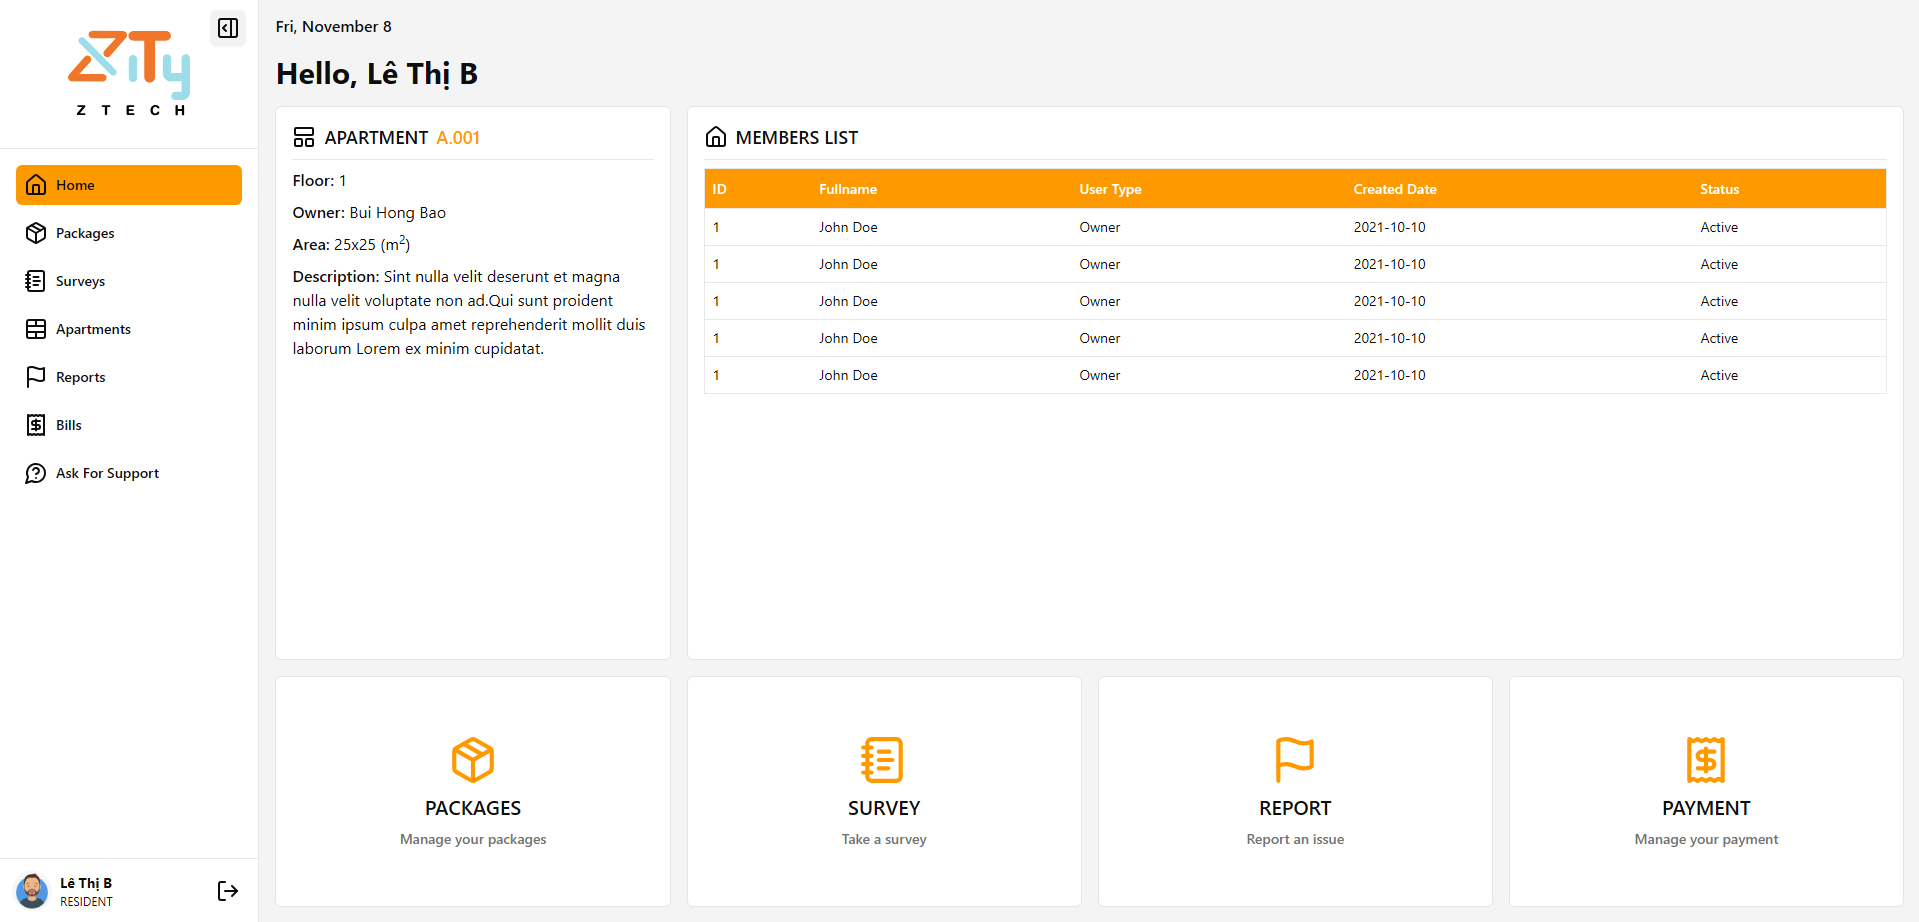 ZiTy
Z T E C H
Home
Packages
Surveys
Apartments
Reports
Bills
Ask For Support
Lê Thị B
RESIDENT
Fri, November 8
Hello, Lê Thị B
APARTMENT A.001
Floor: 1
Owner: Bui Hong Bao
Area: 25x25 (m²)
Description: Sint nulla velit deserunt et magna
nulla velit voluptate non ad.Qui sunt proident
minim ipsum culpa amet reprehenderit mollit duis
laborum Lorem ex minim cupidatat.
MEMBERS LIST
ID Fullname User Type Created Date Status
1 John Doe Owner 2021-10-10 Active
1 John Doe Owner 2021-10-10 Active
1 John Doe Owner 2021-10-10 Active
1 John Doe Owner 2021-10-10 Active
1 John Doe Owner 2021-10-10 Active
PACKAGES
Manage your packages
SURVEY
Take a survey
REPORT
Report an issue
PAYMENT
Manage your payment